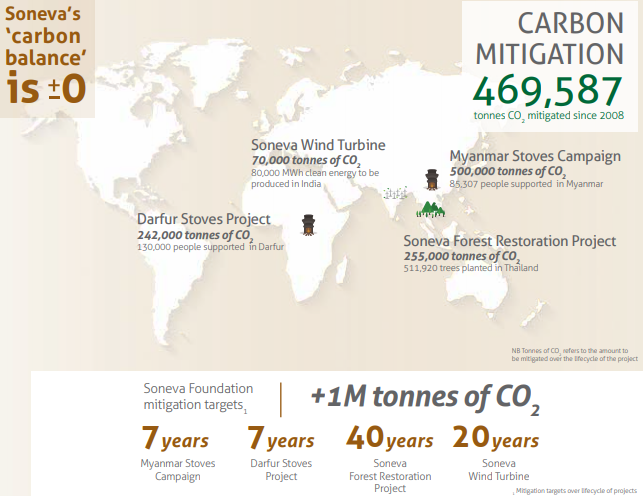 Soneva's
'carbon
balance'
is ±0
CARBON
MITIGATION
469,587
tonnes CO2 mitigated since 2008
Soneva Wind Turbine
70,000 tonnes of CO2
80,000 MWh clean energy to be
produced in India
Myanmar Stoves Campaign
500,000 tonnes of CO2
85,307 people supported in Myanmar
Darfur Stoves Project
242,000 tonnes of CO2
130,000 people supported in Darfur
Soneva Forest Restoration Project
255,000 tonnes of CO2
511,920 trees planted in Thailand
NB Tonnes of CO2 refers to the amount to
be mitigated over the lifecycle of the project
Soneva Foundation
mitigation targets1
+1M tonnes of CO2
7 years
Myanmar Stoves
Campaign
7 years
Darfur Stoves
Project
40 years
Soneva
Forest Restoration
Project
20 years
Soneva
Wind Turbine
1 Mitigation targets over lifecycle of projects